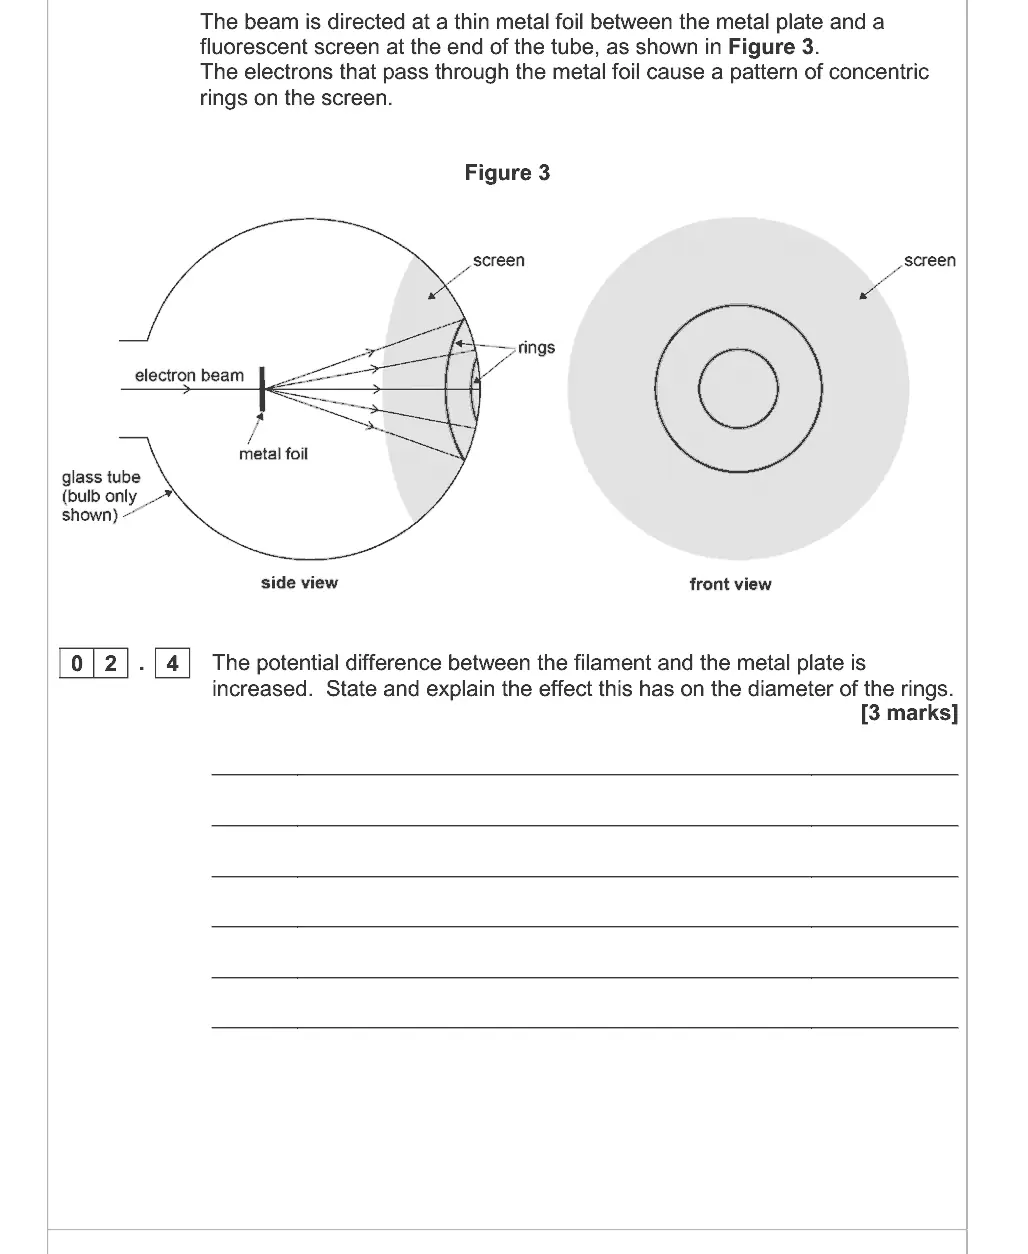 The beam is directed at a thin metal foil between the metal plate and a
fluorescent screen at the end of the tube, as shown in Figure 3.
The electrons that pass through the metal foil cause a pattern of concentric
rings on the screen.
Figure 3
screen
screen
rings
electron beam
metal foil
glass tube
(bulb only
shown)
side view
front view
0 2 . 4 The potential difference between the filament and the metal plate is
increased. State and explain the effect this has on the diameter of the rings.
[3 marks]